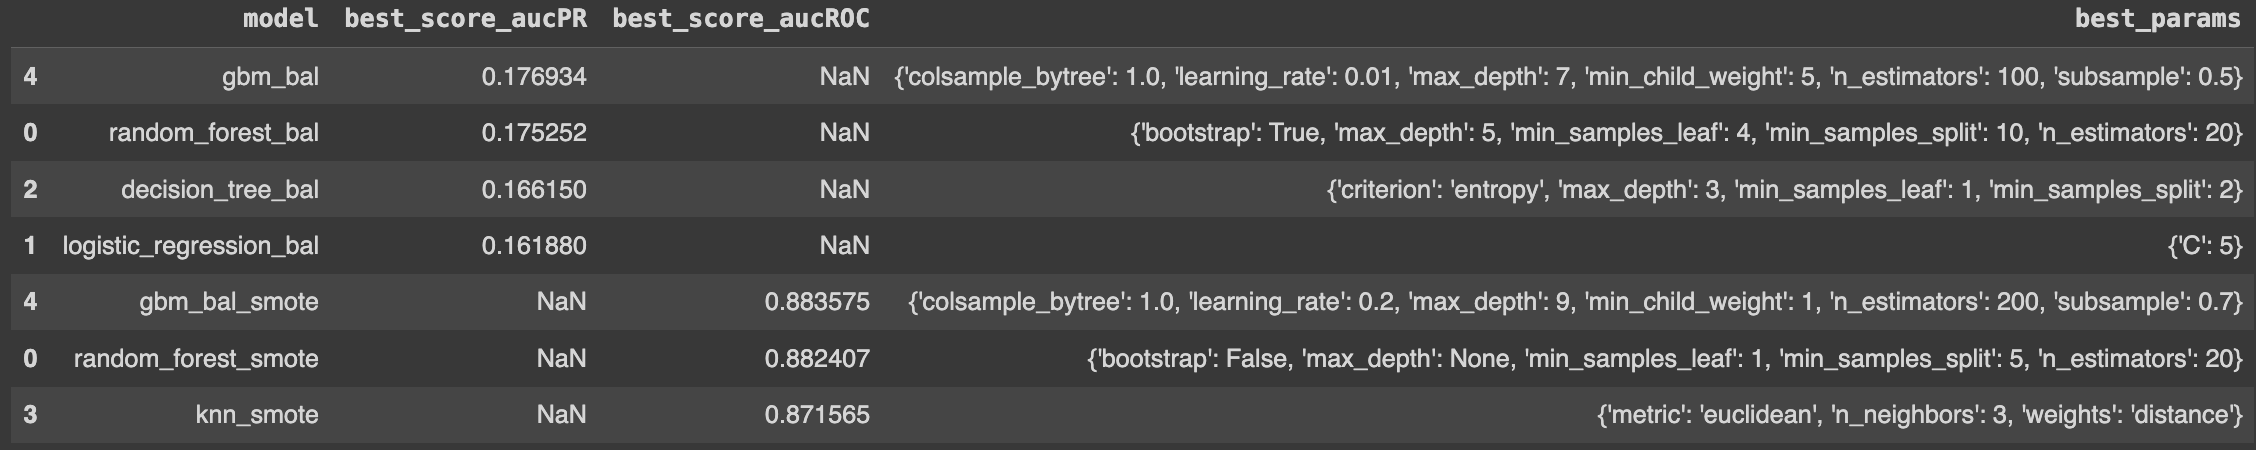 model best_score_aucPR best_score_aucROC best_params
4 gbm_bal 0.176934 NaN {'colsample_bytree': 1.0, 'learning_rate': 0.01, 'max_depth': 7, 'min_child_weight': 5, 'n_estimators': 100, 'subsample': 0.5}
0 random_forest_bal 0.175252 NaN {'bootstrap': True, 'max_depth': 5, 'min_samples_leaf': 4, 'min_samples_split': 10, 'n_estimators': 20}
2 decision_tree_bal 0.166150 NaN {'criterion': 'entropy', 'max_depth': 3, 'min_samples_leaf': 1, 'min_samples_split': 2}
1 logistic_regression_bal 0.161880 NaN {'C': 5}
4 gbm_bal_smote NaN 0.883575 {'colsample_bytree': 1.0, 'learning_rate': 0.2, 'max_depth': 9, 'min_child_weight': 1, 'n_estimators': 200, 'subsample': 0.7}
0 random_forest_smote NaN 0.882407 {'bootstrap': False, 'max_depth': None, 'min_samples_leaf': 1, 'min_samples_split': 5, 'n_estimators': 20}
3 knn_smote NaN 0.871565 {'metric': 'euclidean', 'n_neighbors': 3, 'weights': 'distance'}